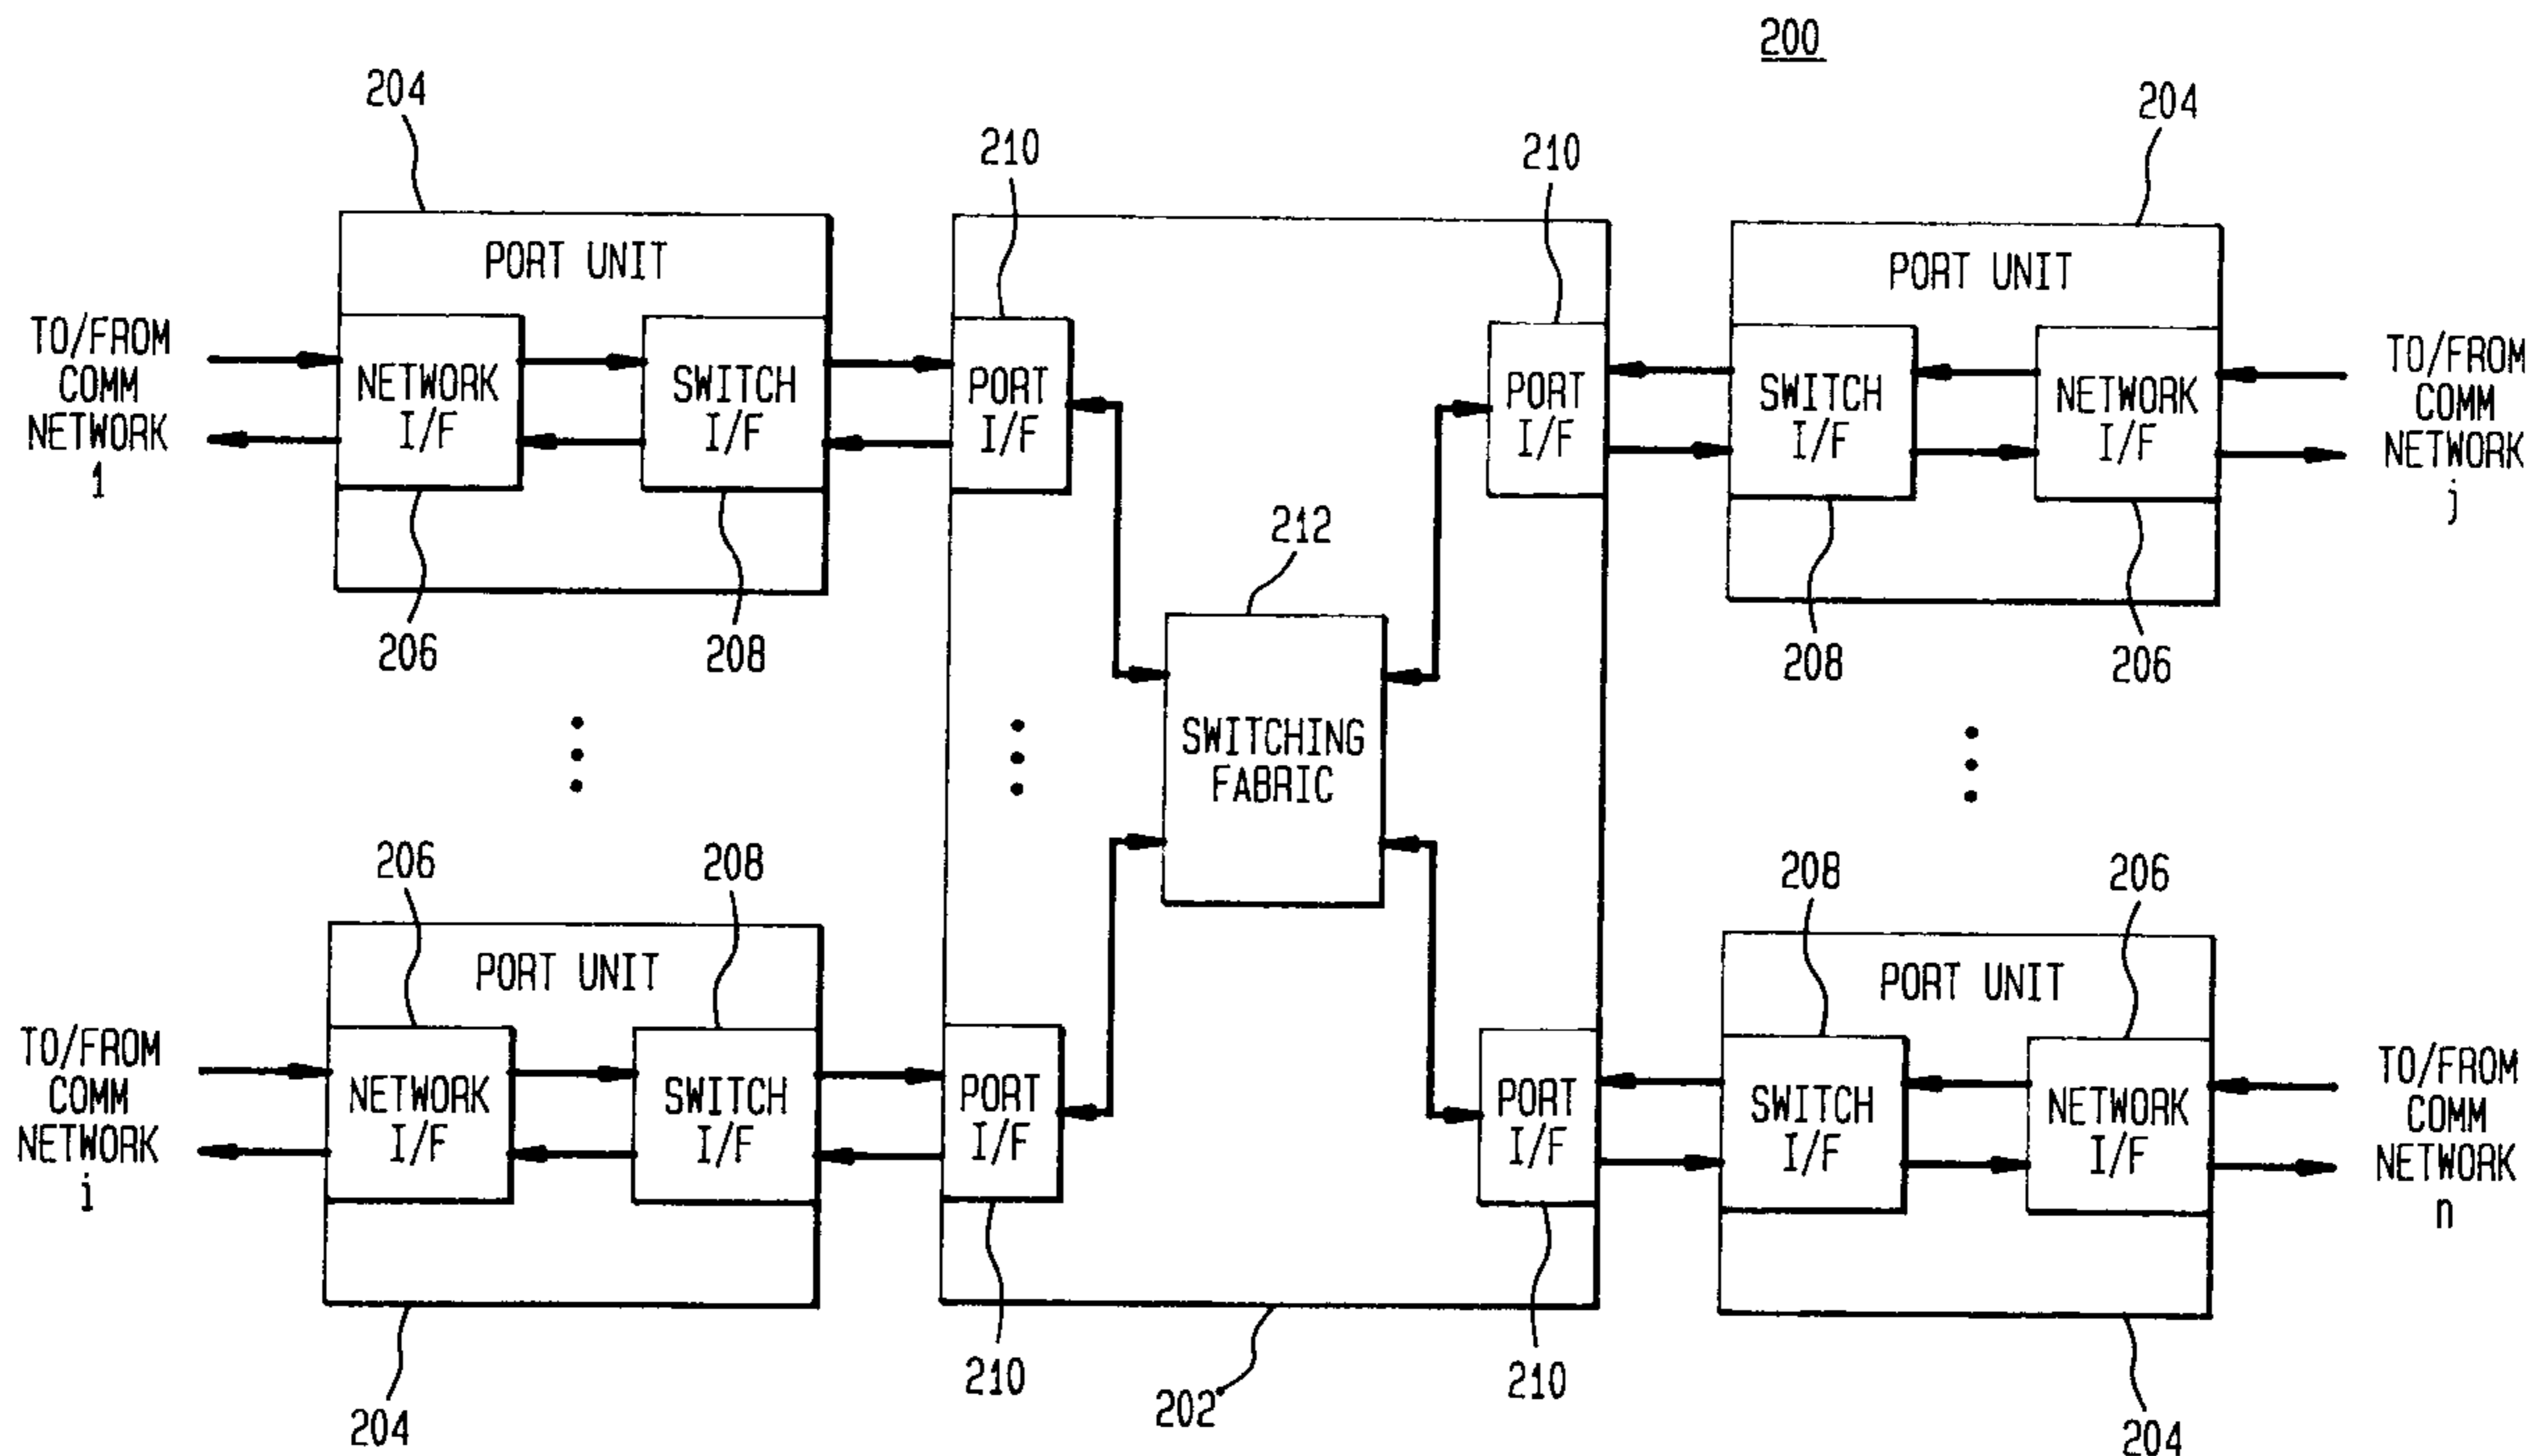 200
204
204
210
210
PORT UNIT
PORT UNIT
TO/FROM
COMM
NETWORK
1
NETWORK
I/F
SWITCH
I/F
PORT
I/F
PORT
I/F
SWITCH
I/F
NETWORK
I/F
TO/FROM
COMM
NETWORK
j
206
208
212
208
206
SWITCHING
FABRIC
206
208
208
206
PORT UNIT
PORT UNIT
TO/FROM
COMM
NETWORK
i
NETWORK
I/F
SWITCH
I/F
PORT
I/F
PORT
I/F
SWITCH
I/F
NETWORK
I/F
TO/FROM
COMM
NETWORK
n
204
210
202
210
204